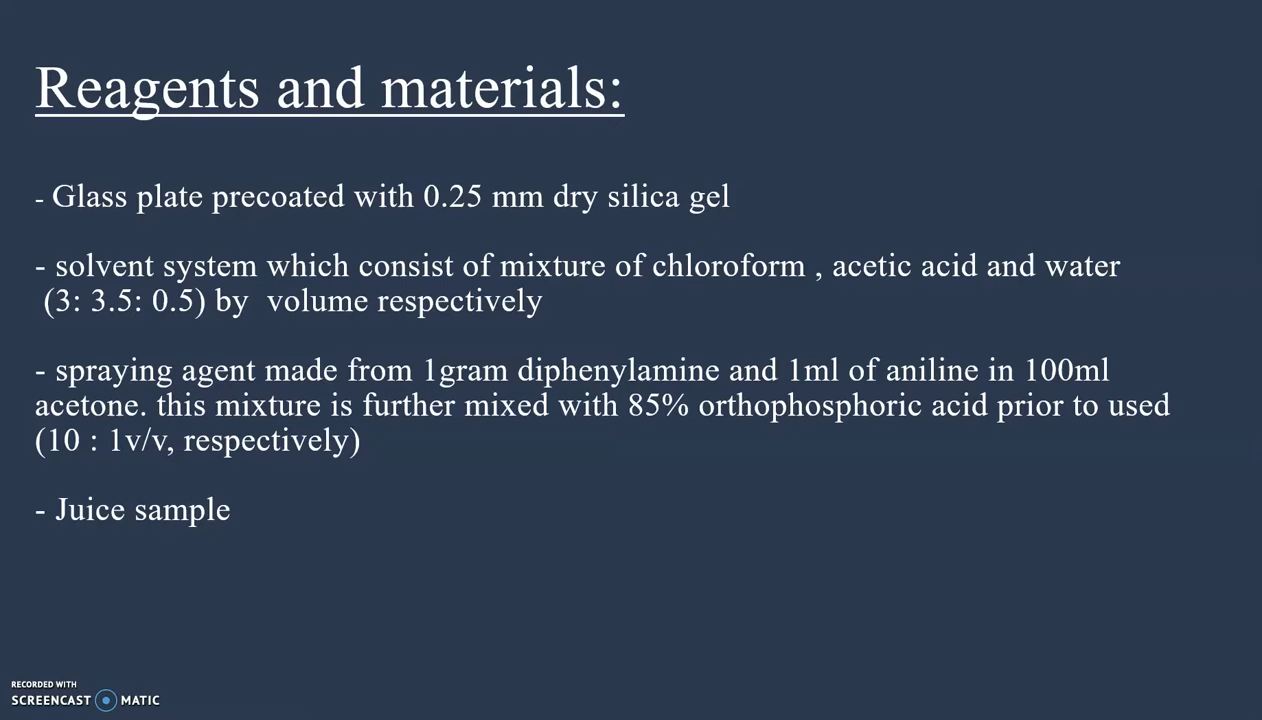 Reagents and materials:
- Glass plate precoated with 0.25 mm dry silica gel
- solvent system which consist of mixture of chloroform , acetic acid and water
(3: 3.5: 0.5) by  volume respectively
- spraying agent made from 1gram diphenylamine and 1ml of aniline in 100ml
acetone. this mixture is further mixed with 85% orthophosphoric acid prior to used
(10 : 1v/v, respectively)
- Juice sample
RECORDED WITH
SCREENCAST MATIC